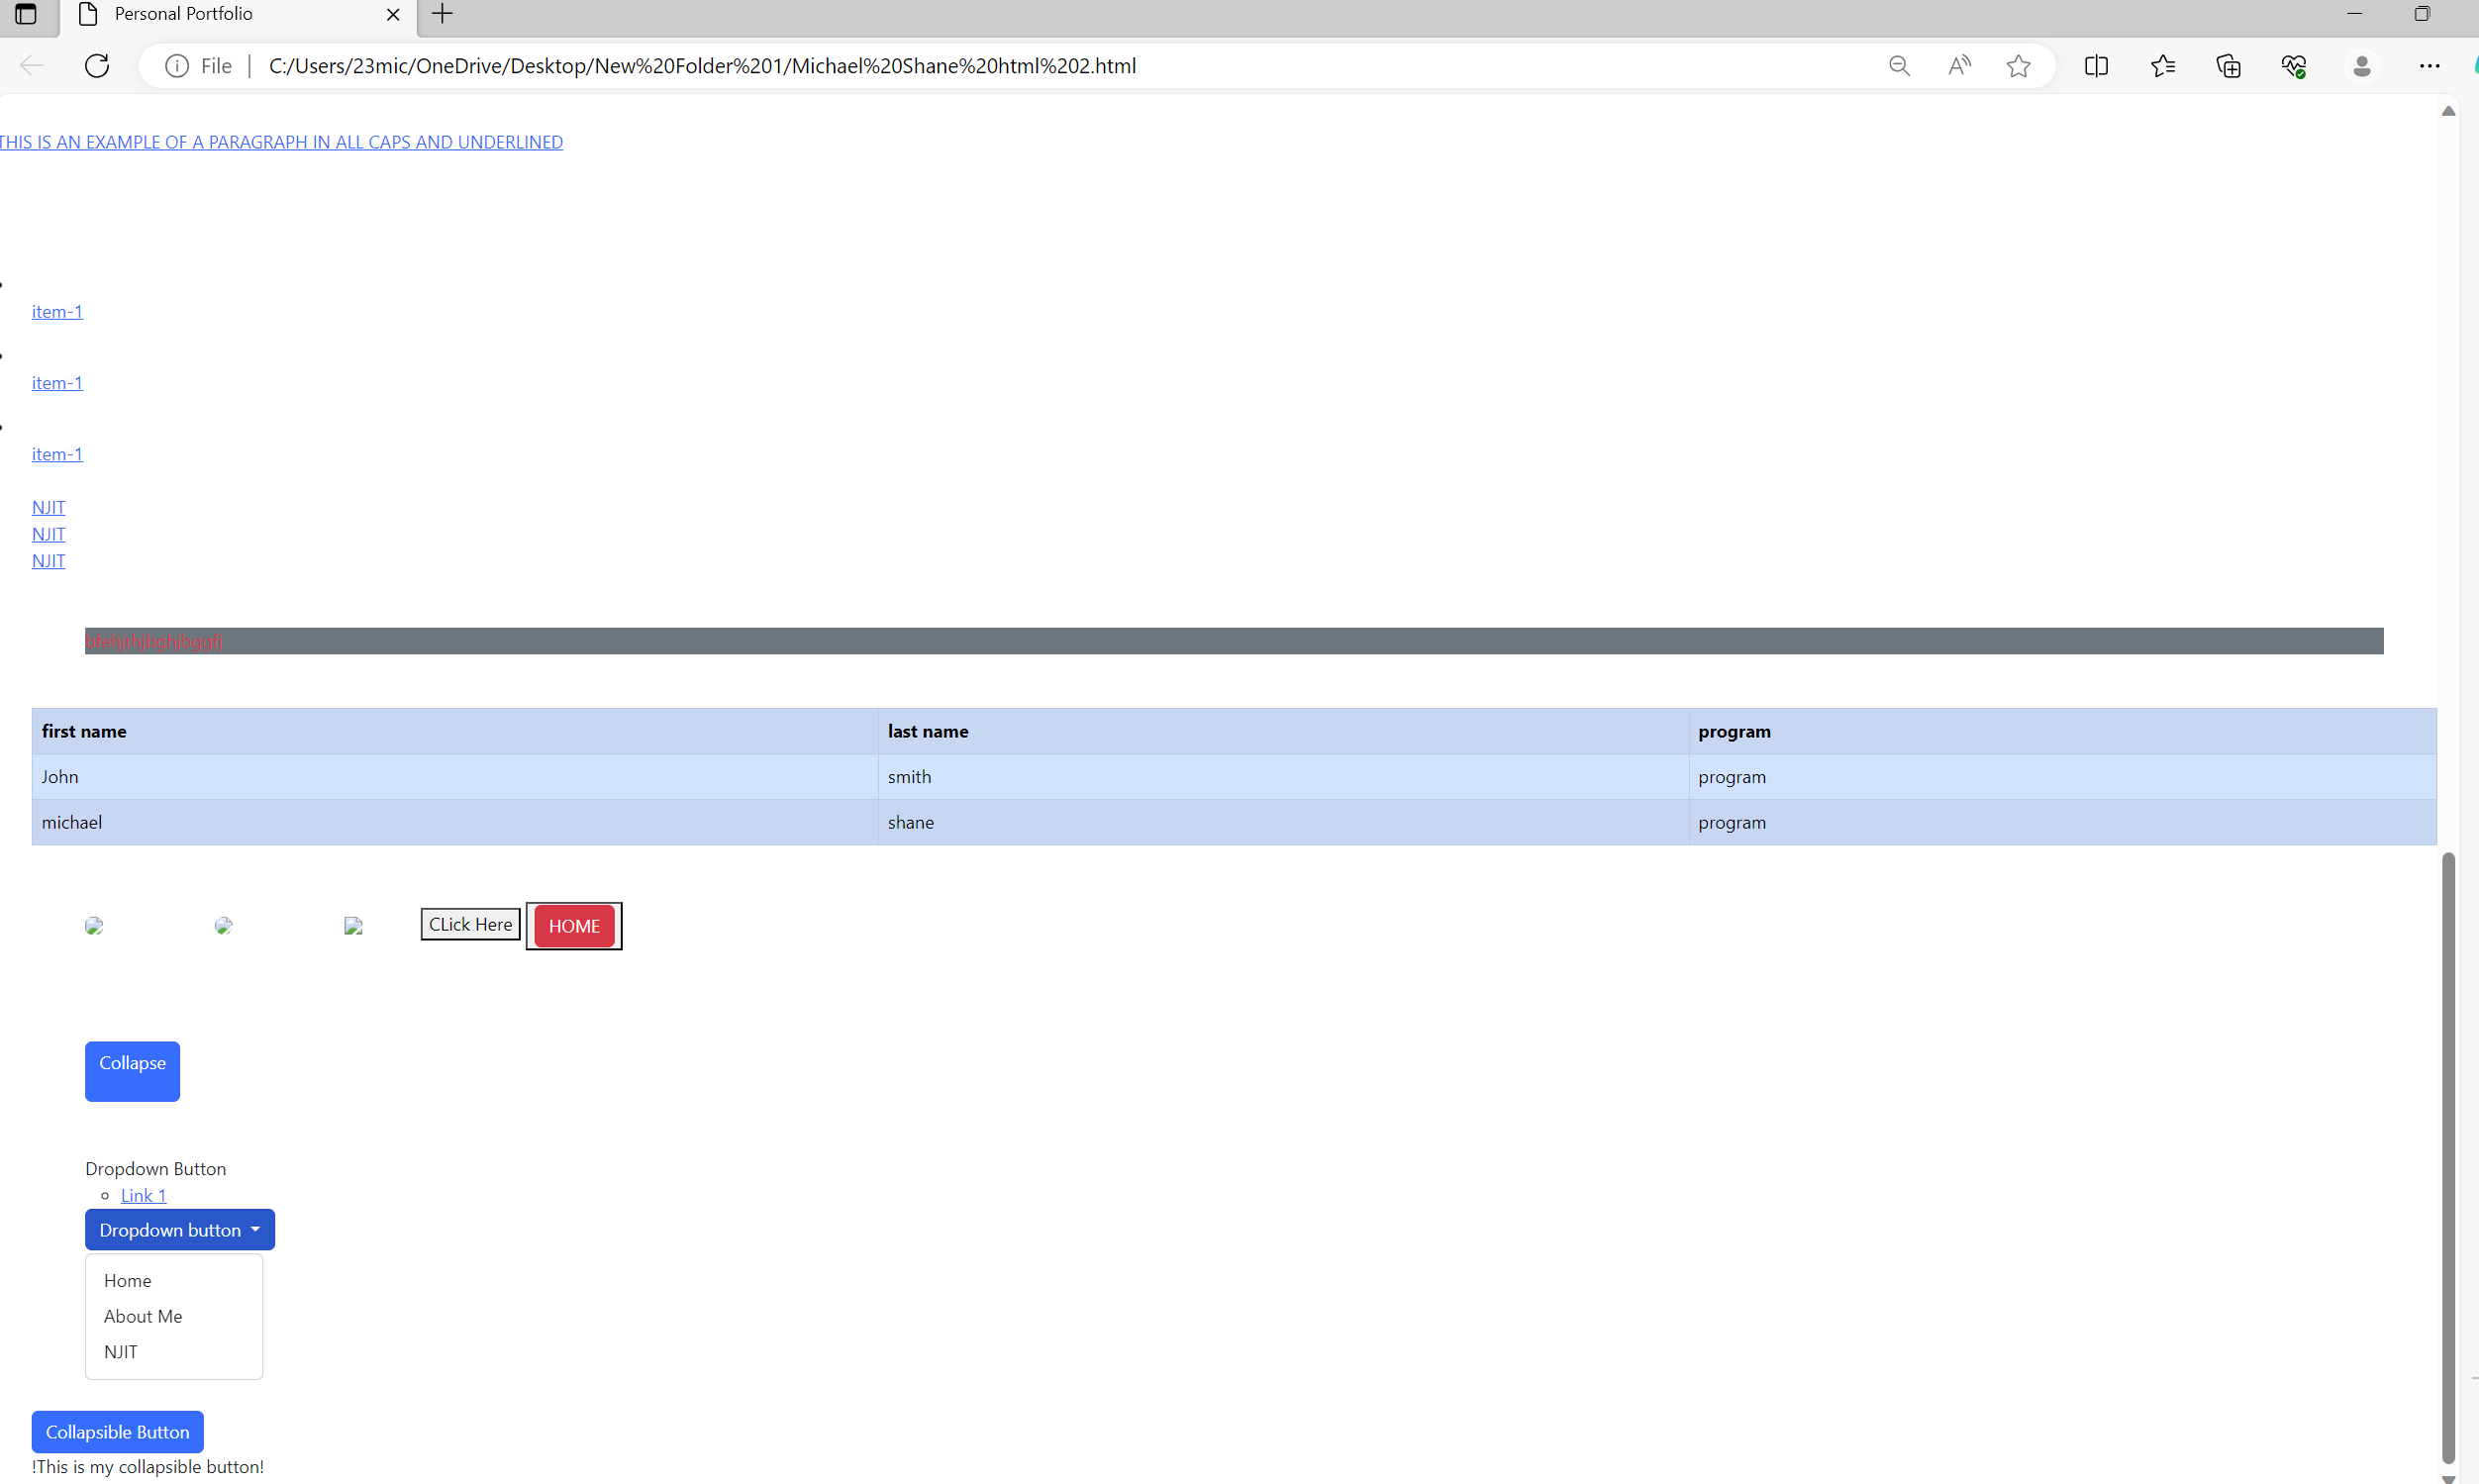 Personal Portfolio
File C:/Users/23mic/OneDrive/Desktop/New%20Folder%201/Michael%20Shane%20html%202.html
THIS IS AN EXAMPLE OF A PARAGRAPH IN ALL CAPS AND UNDERLINED
item-1
item-1
item-1
NJIT
NJIT
NJIT
first name last name program
John smith program
michael shane program
CLick Here HOME
Collapse
Dropdown Button
Link 1
Dropdown button
Home
About Me
NJIT
Collapsible Button
!This is my collapsible button!